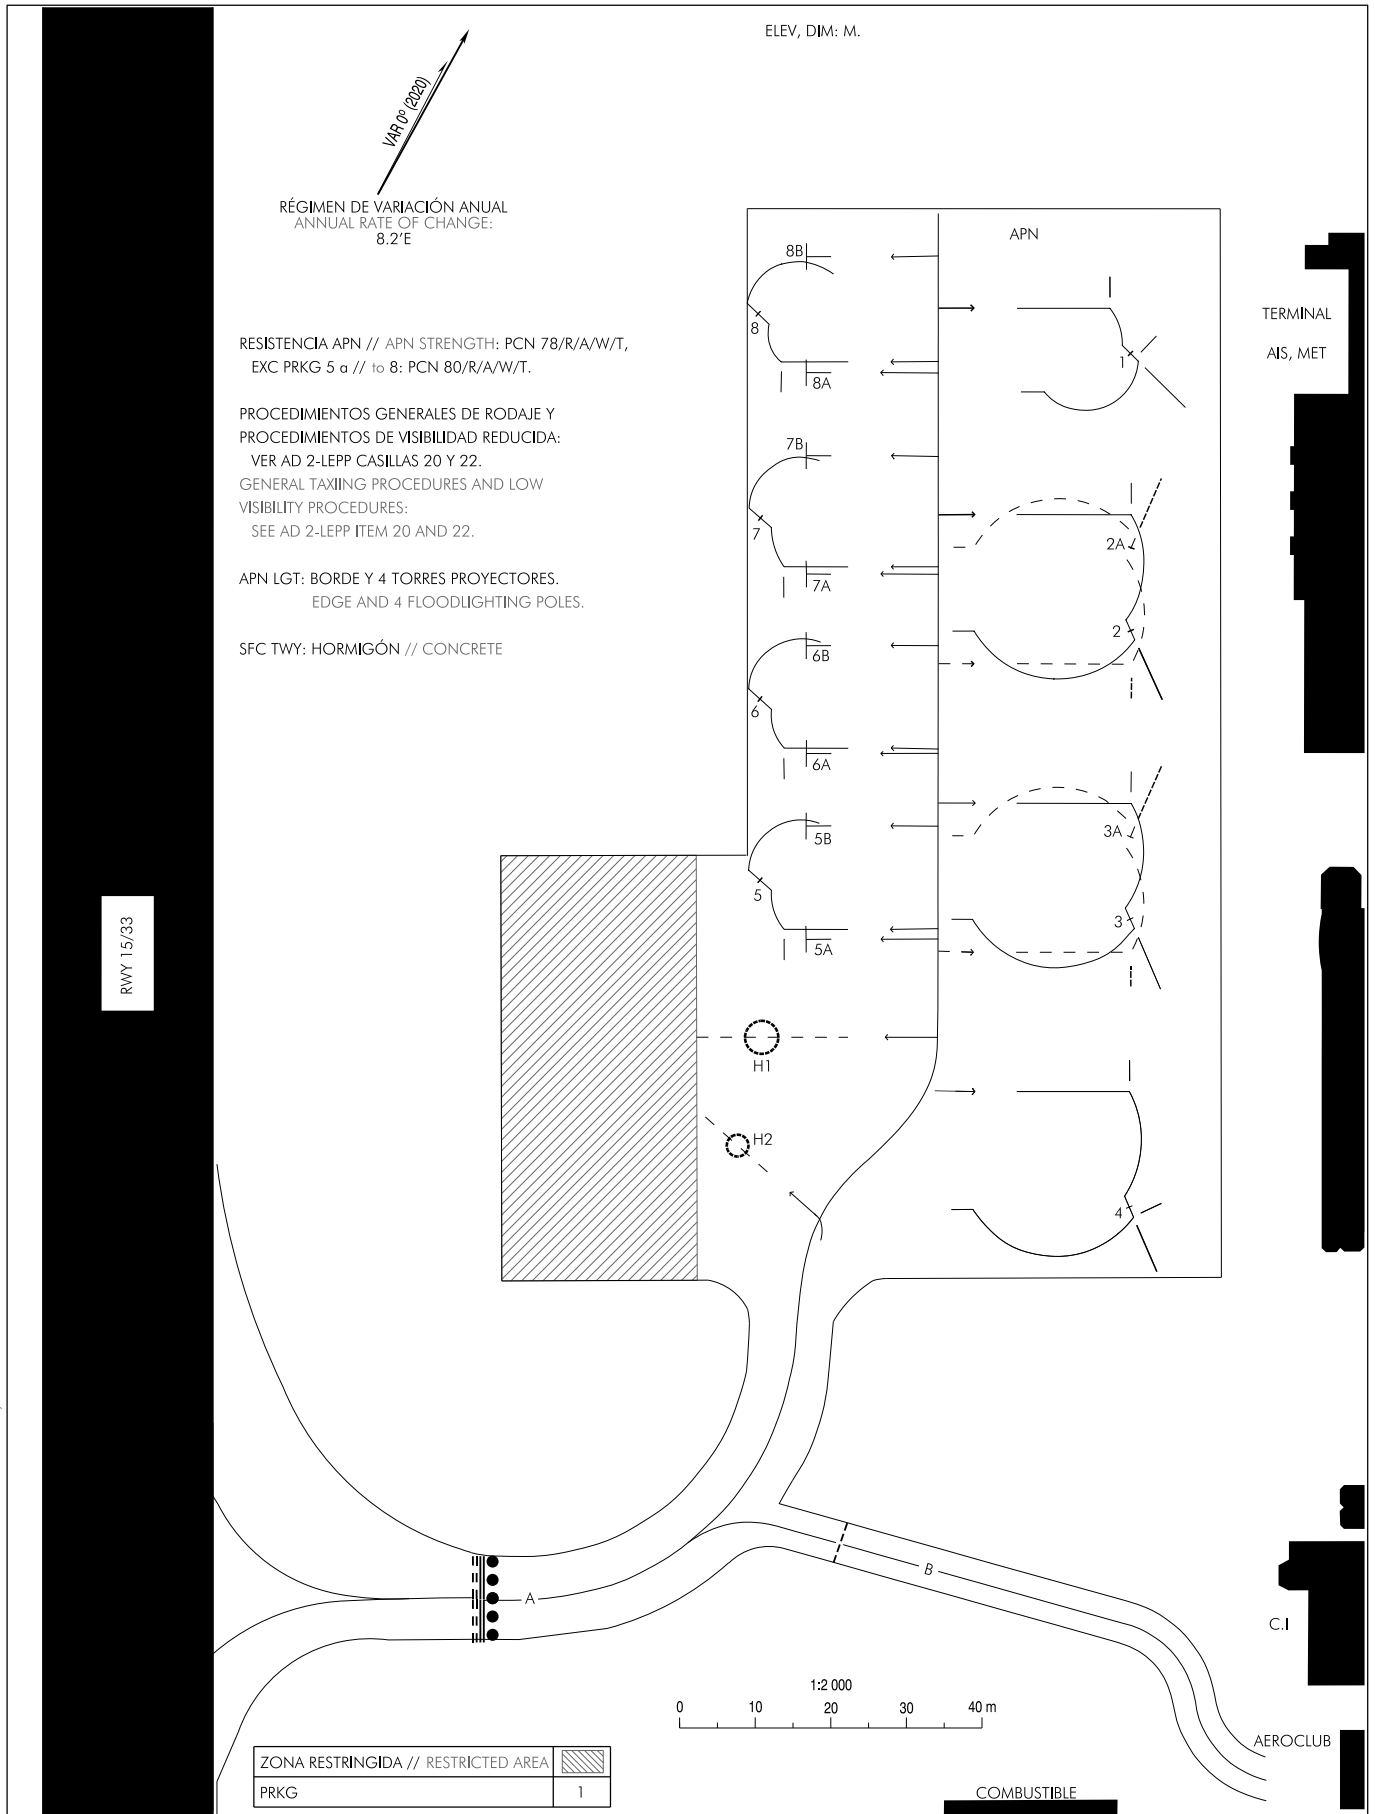 ELEV, DIM: M.
VAR 0º (2020)
RÉGIMEN DE VARIACIÓN ANUAL
ANNUAL RATE OF CHANGE:
8.2'E
APN
8B
8
8A
TERMINAL
AIS, MET
1
RESISTENCIA APN // APN STRENGTH: PCN 78/R/A/W/T,
EXC PRKG 5 a // to 8: PCN 80/R/A/W/T.
PROCEDIMIENTOS GENERALES DE RODAJE Y
PROCEDIMIENTOS DE VISIBILIDAD REDUCIDA:
VER AD 2-LEPP CASILLAS 20 Y 22.
GENERAL TAXIING PROCEDURES AND LOW
VISIBILITY PROCEDURES:
SEE AD 2-LEPP ITEM 20 AND 22.
APN LGT: BORDE Y 4 TORRES PROYECTORES.
EDGE AND 4 FLOODLIGHTING POLES.
SFC TWY: HORMIGÓN // CONCRETE
7B
7
7A
2A
2
6B
6
6A
5B
5
5A
3A
3
RWY 15/33
H1
H2
4
A
B
C.I
1:2 000
0 10 20 30 40 m
AEROCLUB
ZONA RESTRINGIDA // RESTRICTED AREA
PRKG 1
COMBUSTIBLE